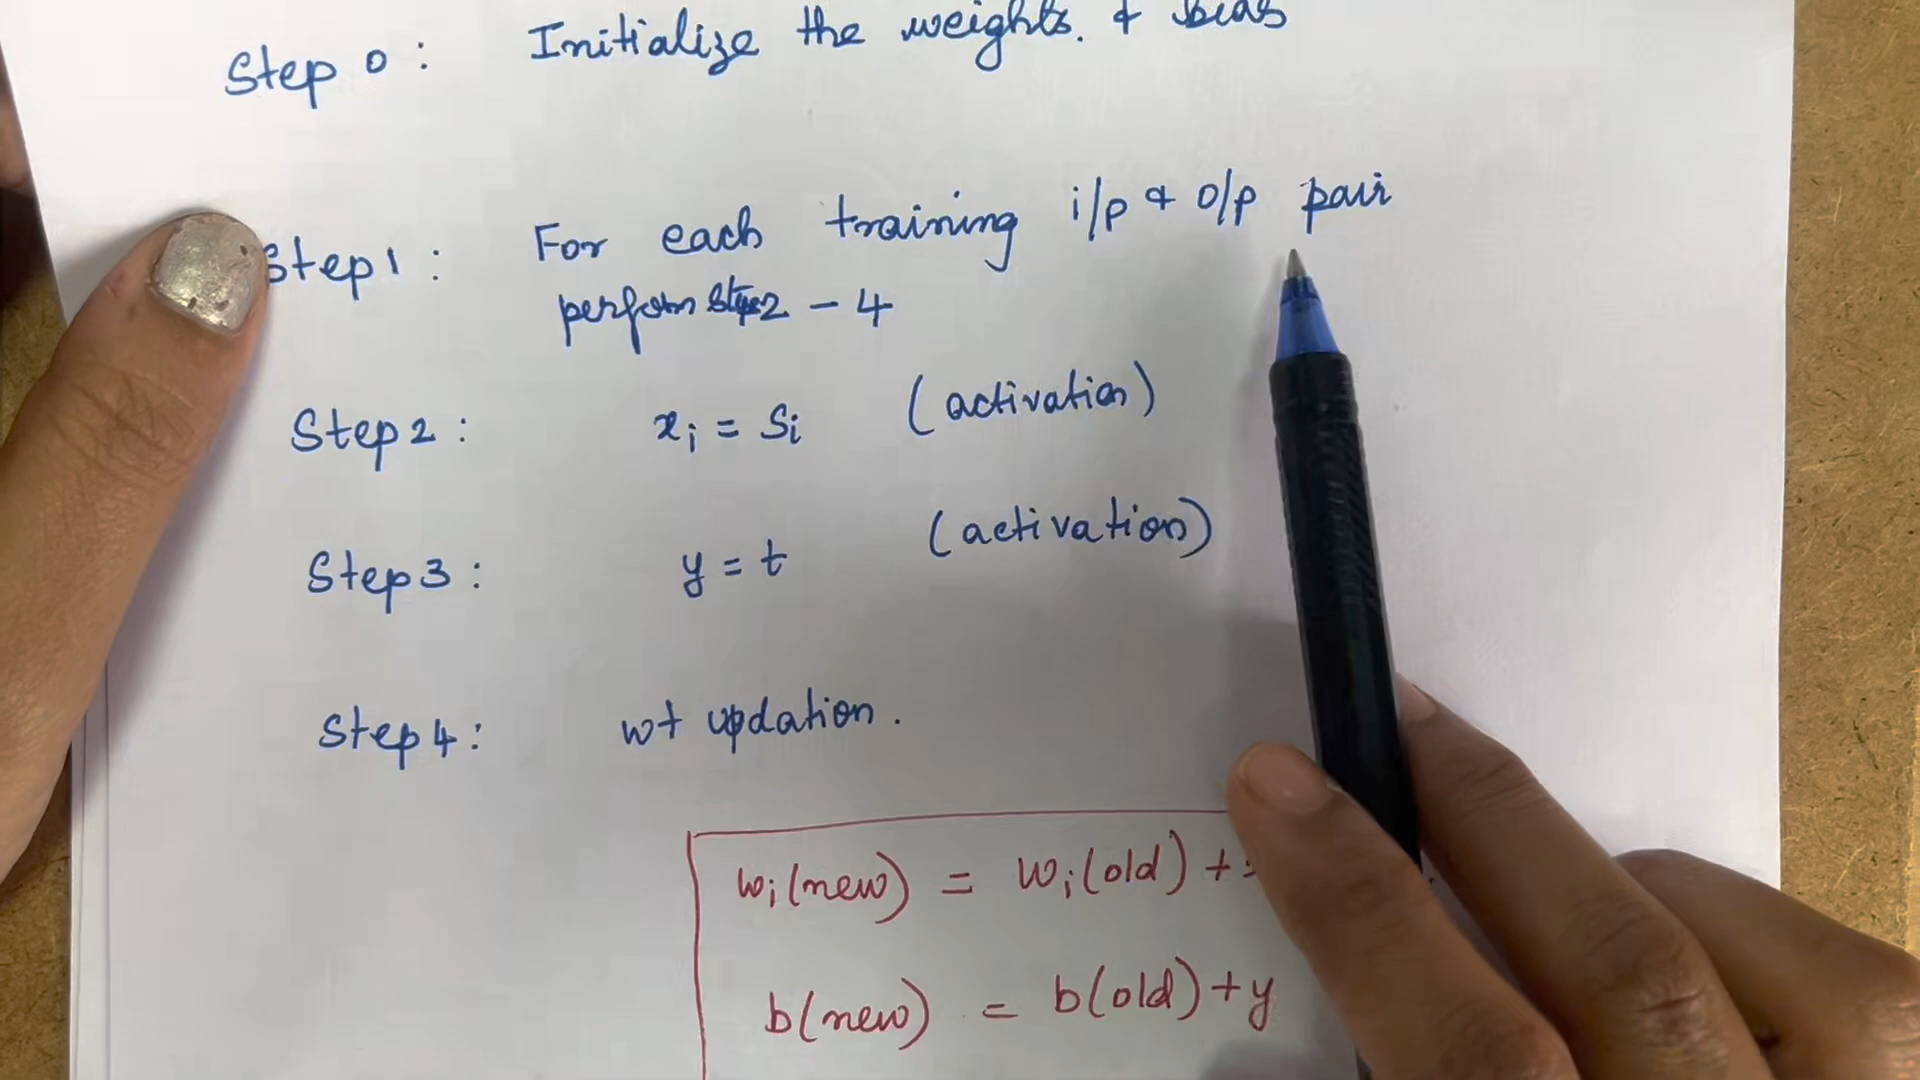 Step 0 : Initialize the weights. & bias
Step 1 : For each training i/p & o/p pair
perform step 2 - 4
Step 2 : xi = Si (activation)
Step 3 : y = t (activation)
Step 4 : wt updation.
wi(new) = wi(old) +
b(new) = b(old) + y